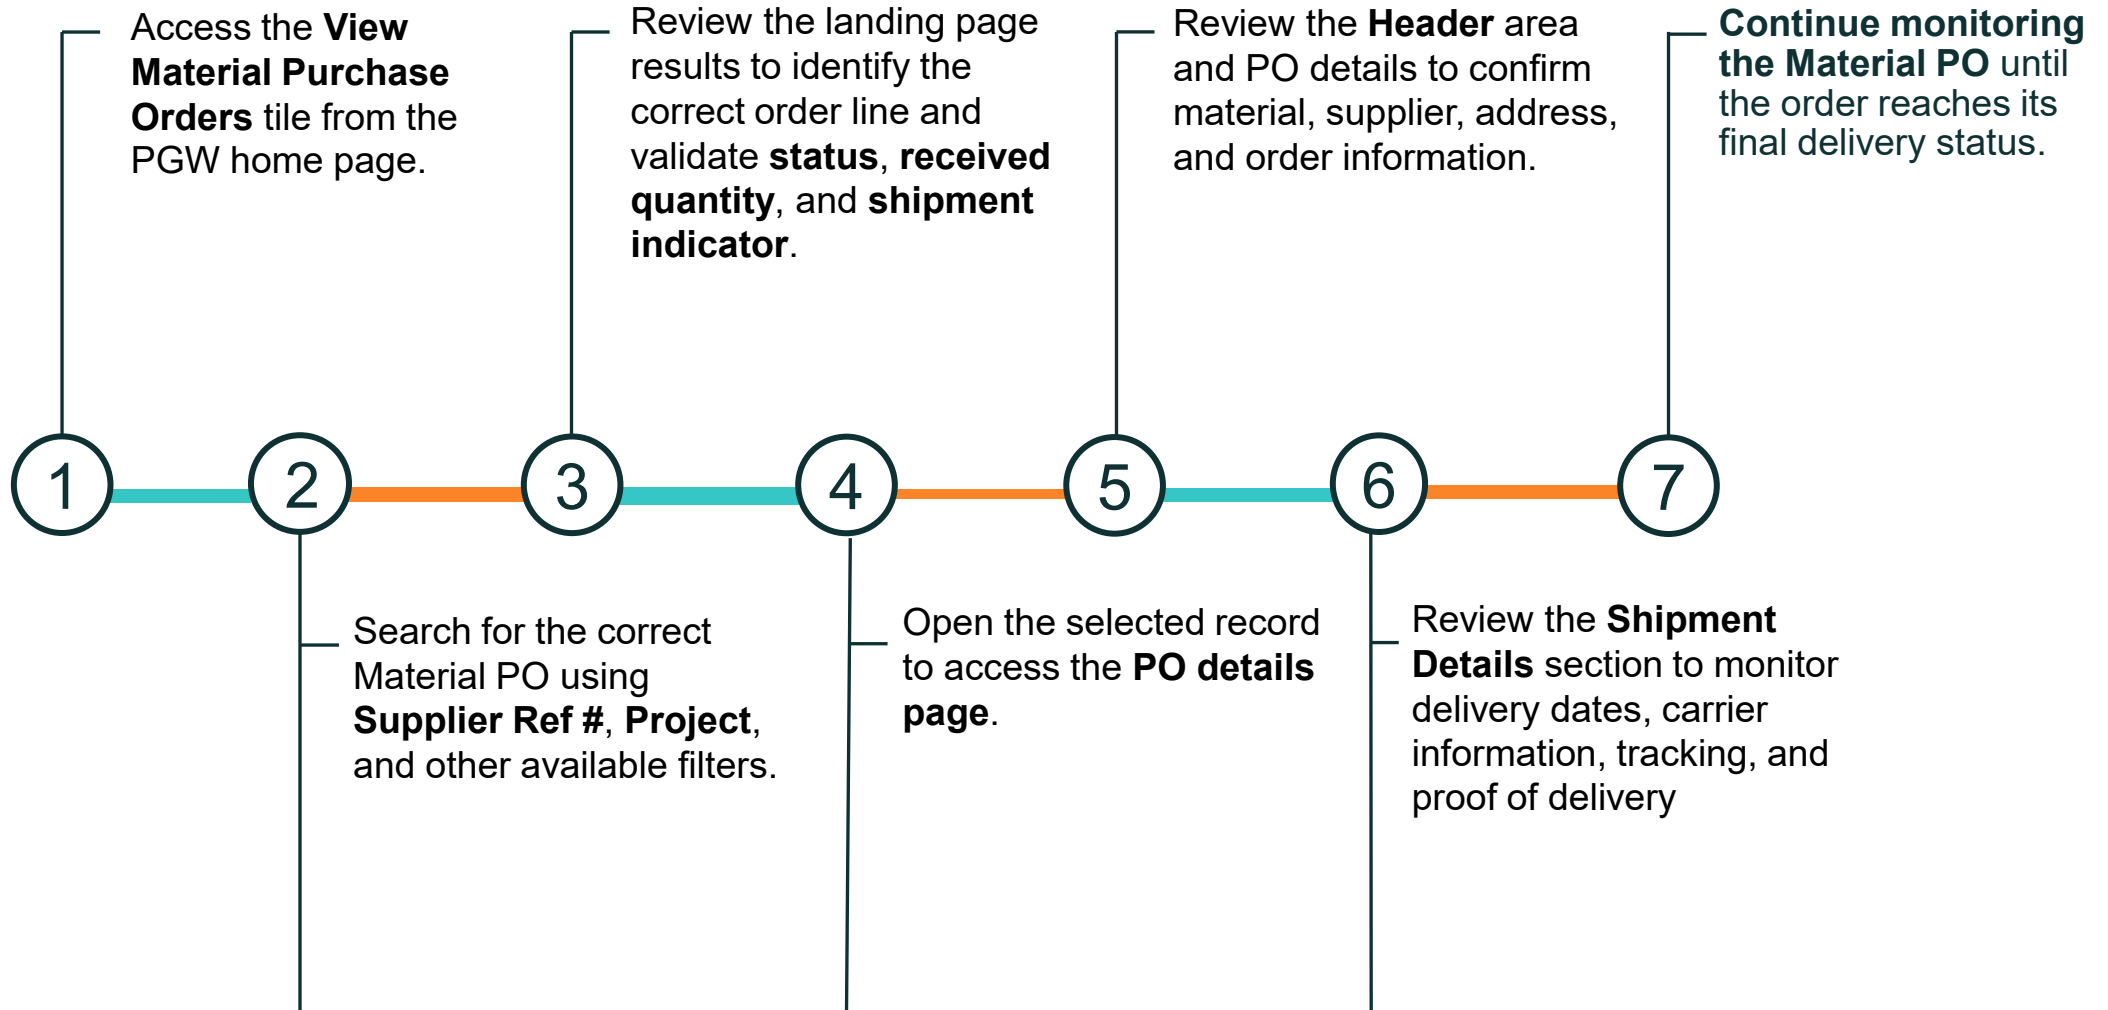 Access the View
Material Purchase
Orders tile from the
PGW home page.
Review the landing page
results to identify the
correct order line and
validate status, received
quantity, and shipment
indicator.
Review the Header area
and PO details to confirm
material, supplier, address,
and order information.
Continue monitoring
the Material PO until
the order reaches its
final delivery status.
1
2
3
4
5
6
7
Search for the correct
Material PO using
Supplier Ref #, Project,
and other available filters.
Open the selected record
to access the PO details
page.
Review the Shipment
Details section to monitor
delivery dates, carrier
information, tracking, and
proof of delivery